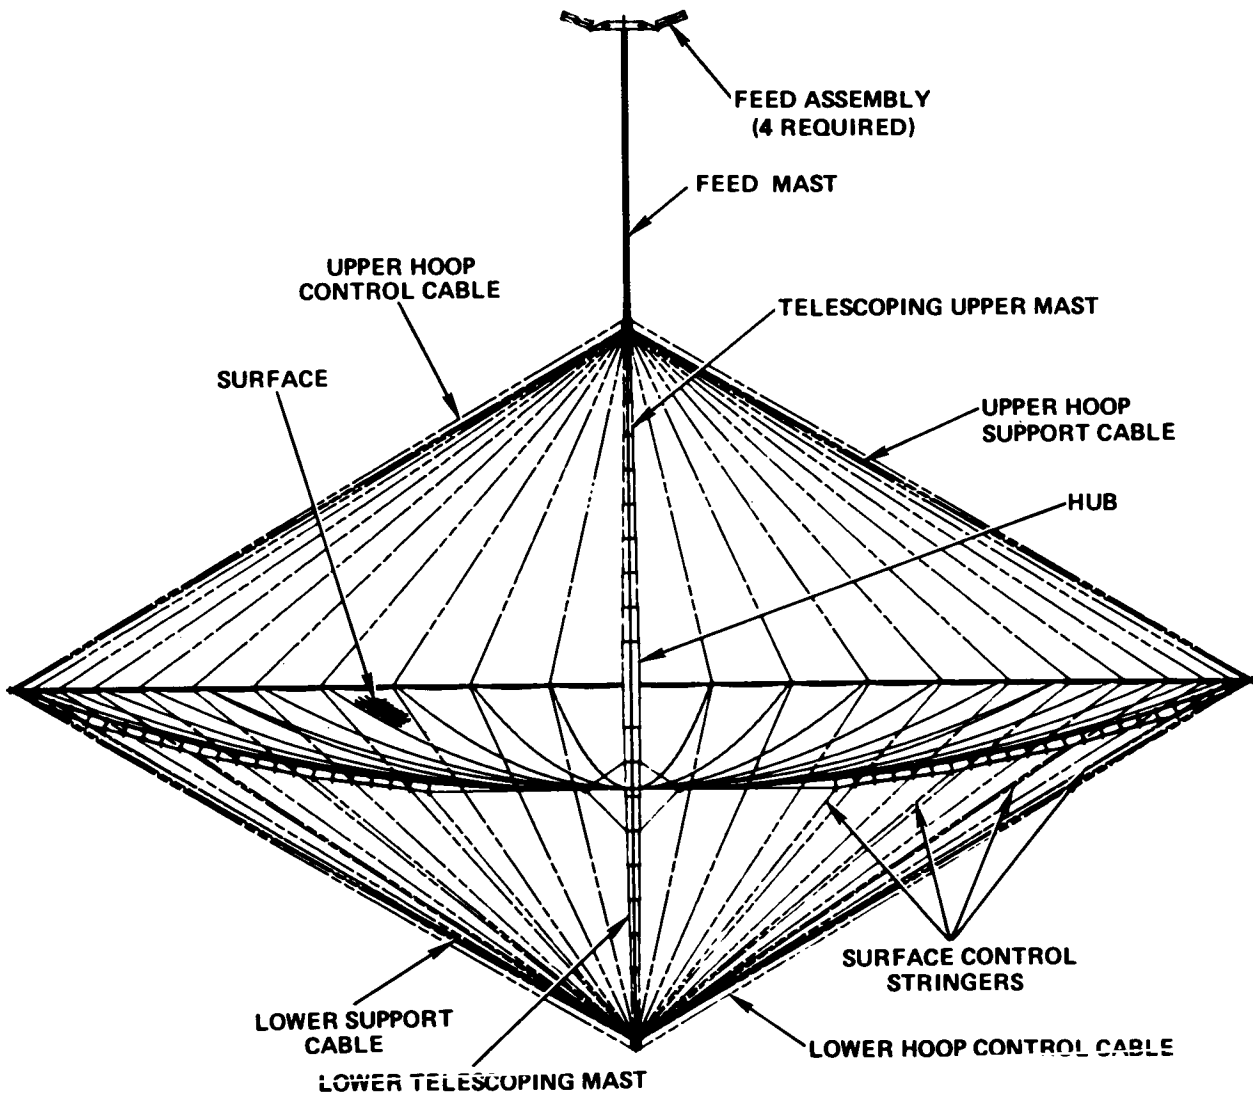 FEED ASSEMBLY
(4 REQUIRED)
FEED MAST
UPPER HOOP
CONTROL CABLE
TELESCOPING UPPER MAST
SURFACE
UPPER HOOP
SUPPORT CABLE
HUB
SURFACE CONTROL
STRINGERS
LOWER SUPPORT
CABLE
LOWER HOOP CONTROL CABLE
LOWER TELESCOPING MAST